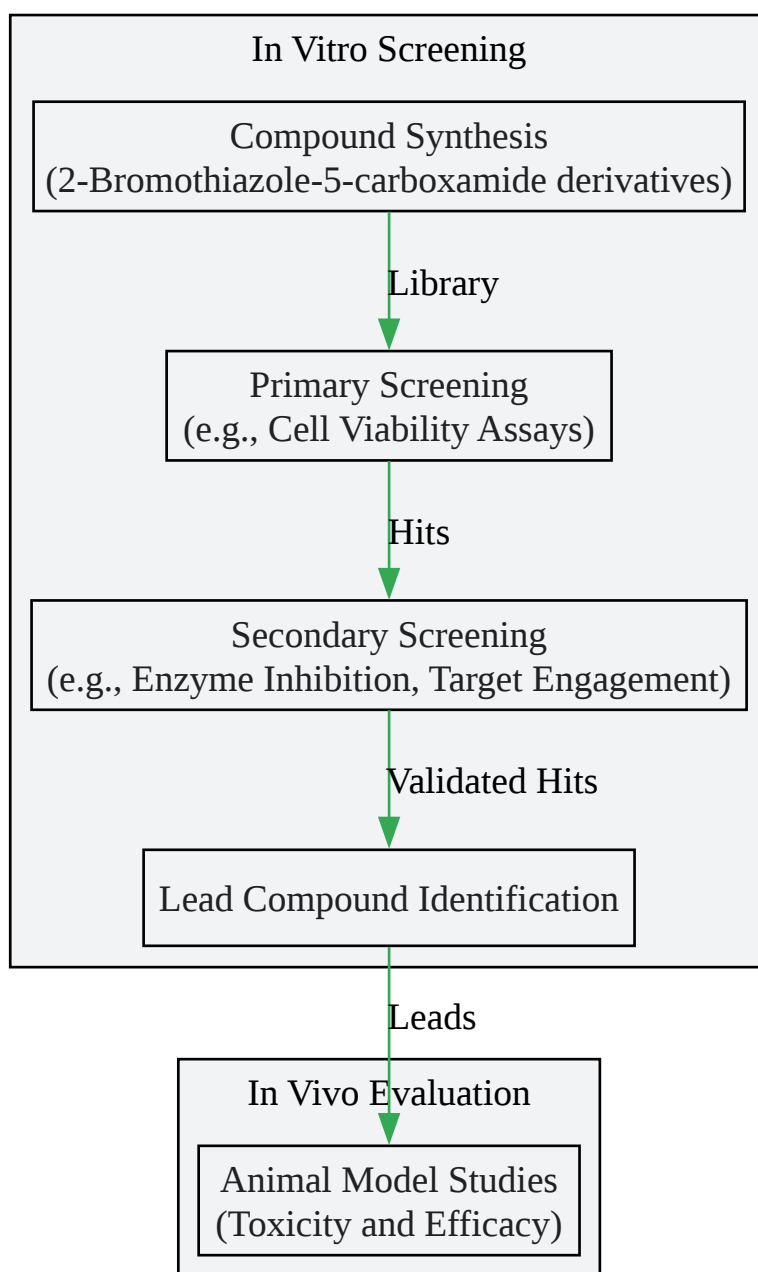 In Vitro Screening
Compound Synthesis
(2-Bromothiazole-5-carboxamide derivatives)
Library
Primary Screening
(e.g., Cell Viability Assays)
Hits
Secondary Screening
(e.g., Enzyme Inhibition, Target Engagement)
Validated Hits
Lead Compound Identification
Leads
In Vivo Evaluation
Animal Model Studies
(Toxicity and Efficacy)